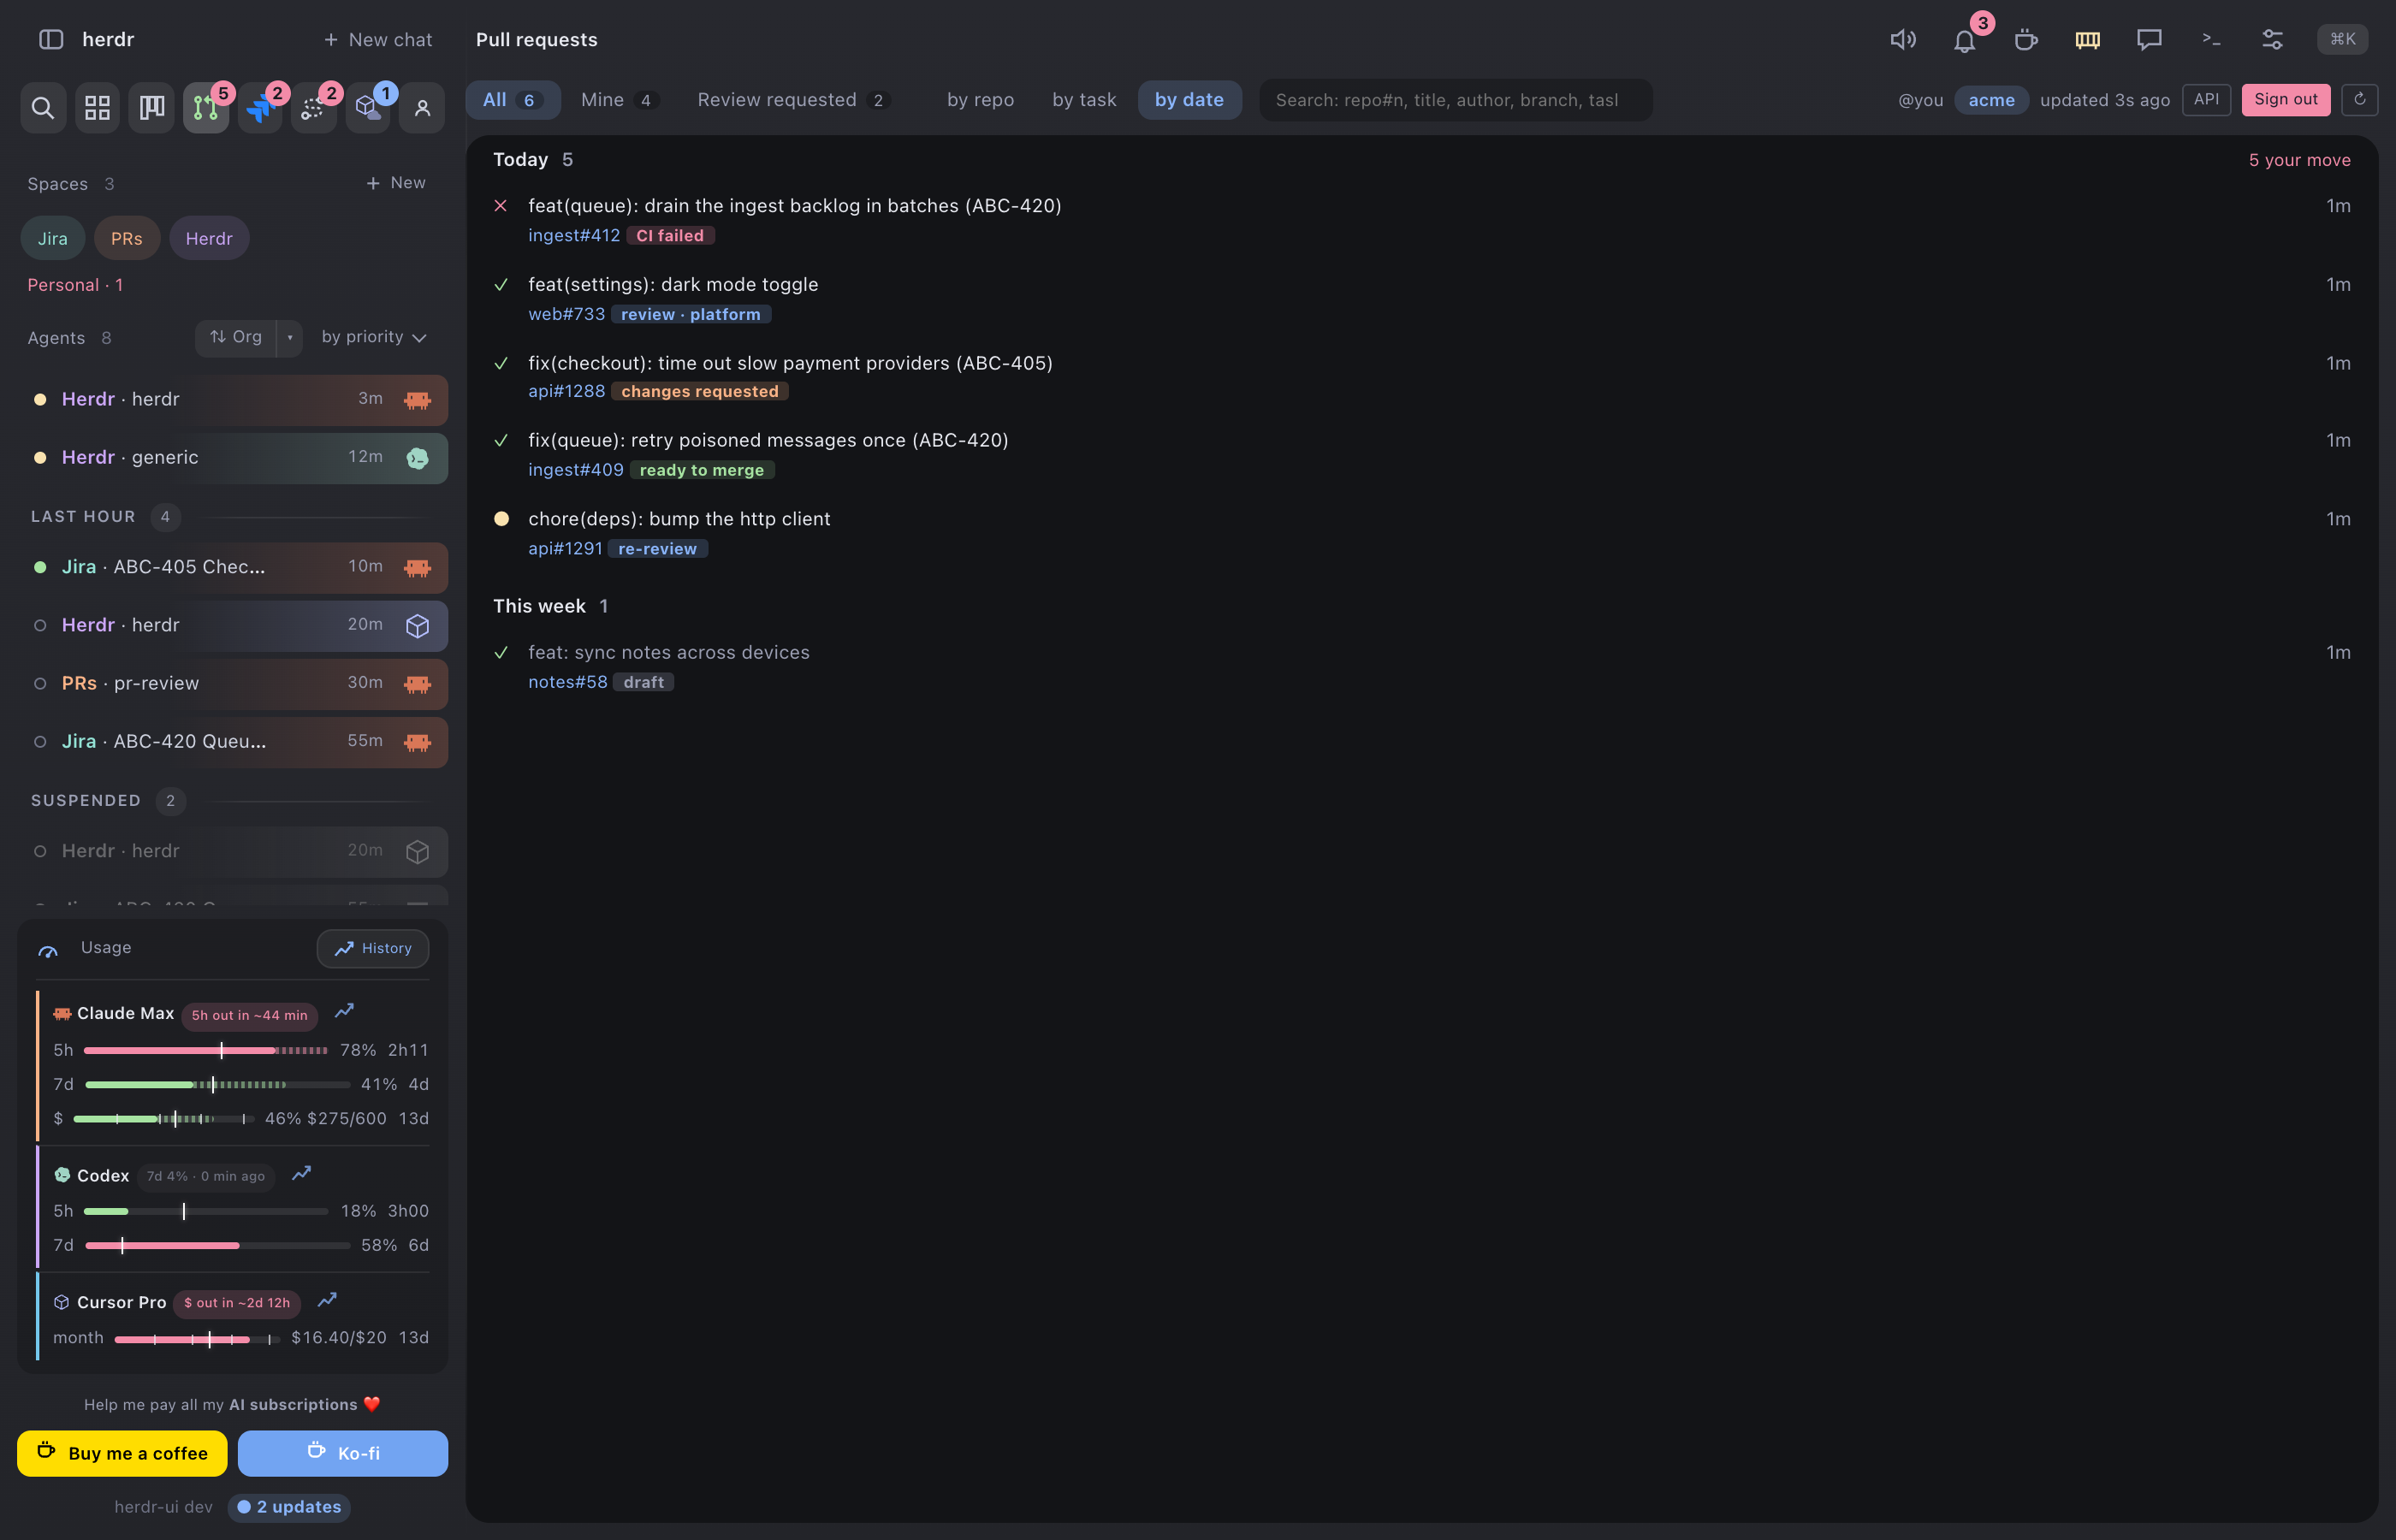 herdr
+ New chat
Pull requests
3
⌘K
5
2
2
1
All 6
Mine 4
Review requested 2
by repo
by task
by date
Search: repo#n, title, author, branch, tasl
@you
acme
updated 3s ago
API
Sign out
Spaces 3
+ New
Jira
PRs
Herdr
Personal · 1
Agents 8
Org
by priority
Herdr · herdr 3m
Herdr · generic 12m
LAST HOUR 4
Jira · ABC-405 Chec... 10m
Herdr · herdr 20m
PRs · pr-review 30m
Jira · ABC-420 Queu... 55m
SUSPENDED 2
Herdr · herdr 20m
Usage
History
Claude Max 5h out in ~44 min
5h 78% 2h11
7d 41% 4d
$ 46% $275/600 13d
Codex 7d 4% · 0 min ago
5h 18% 3h00
7d 58% 6d
Cursor Pro $ out in ~2d 12h
month $16.40/$20 13d
Help me pay all my AI subscriptions ❤️
Buy me a coffee
Ko-fi
herdr-ui dev
2 updates
Today 5
5 your move
feat(queue): drain the ingest backlog in batches (ABC-420) 1m
ingest#412 CI failed
feat(settings): dark mode toggle 1m
web#733 review · platform
fix(checkout): time out slow payment providers (ABC-405) 1m
api#1288 changes requested
fix(queue): retry poisoned messages once (ABC-420) 1m
ingest#409 ready to merge
chore(deps): bump the http client 1m
api#1291 re-review
This week 1
feat: sync notes across devices 1m
notes#58 draft